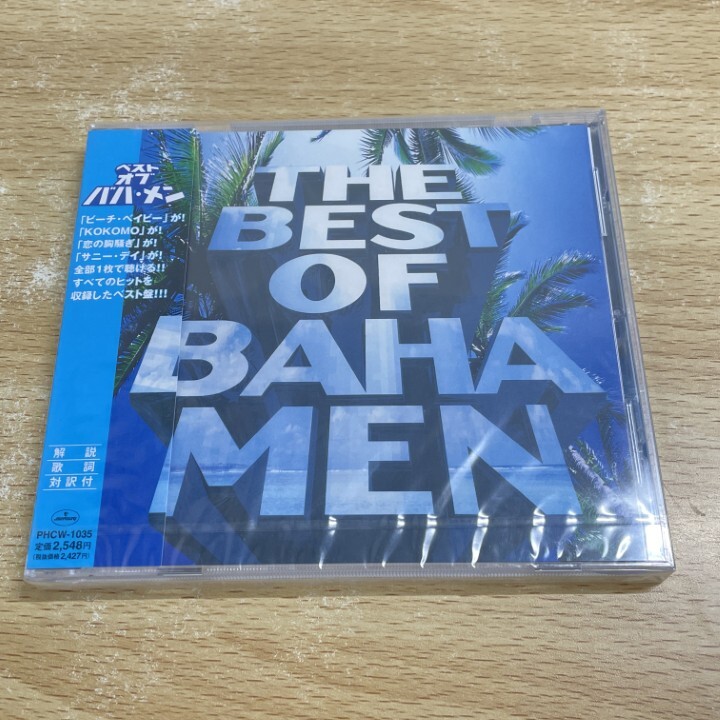 ベスト
オブ
バハ・メン
「ビーチ・ベイビー」が!
「KOKOMO」が!
「恋の胸騒ぎ」が!
「サニー・デイ」が!
全部1枚で聴ける!!
すべてのヒットを
収録したベスト盤!!!
解説
歌詞
対訳付
PHCW-1035
定価2,548円
(税抜価格2,427円)
THE
BEST
OF
BAHA
MEN